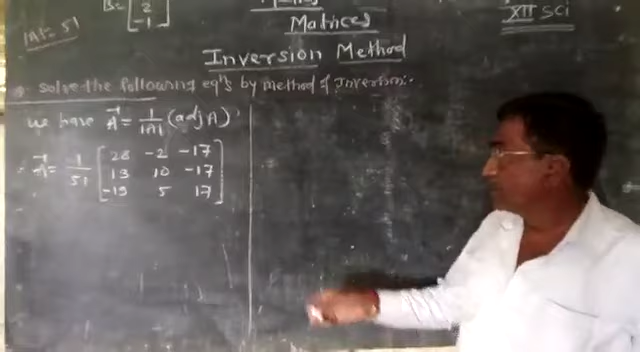 Matrices
XII Sci
|A| = 51
B = [ 2
-1 ]
Inversion Method
Solve the following eqns by method of Inversion:-
We have A⁻¹ = 1/|A| (adj A)
∴ A⁻¹ = 1/51 [ 28 -2 -17
13 10 -17
-19 5 17 ]